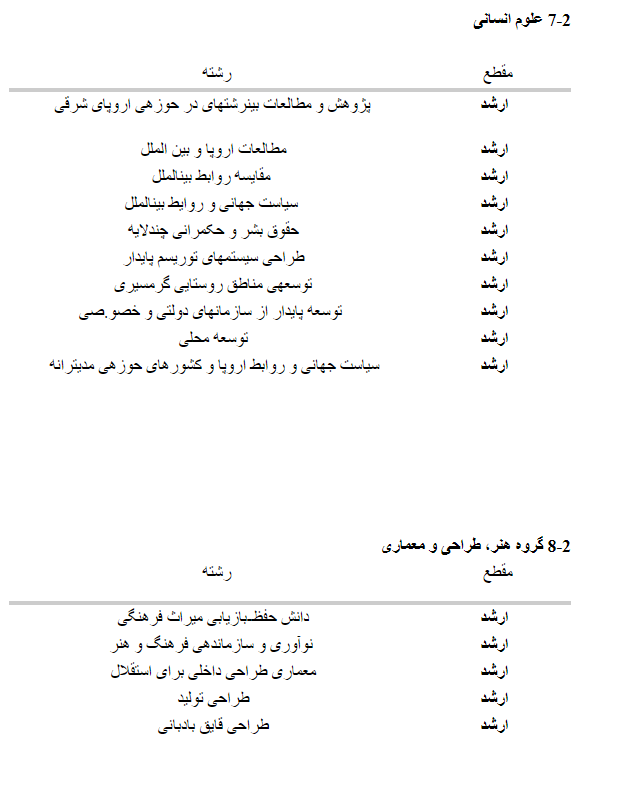 7-2 علوم انسانی
مقطع رشته
ارشد پژوهش و مطالعات بینرشتهای در حوزهی اروپای شرقی
ارشد مطالعات اروپا و بین الملل
ارشد مقایسه روابط بینالملل
ارشد سیاست جهانی و روایط بینالملل
ارشد حقوق بشر و حکمرانی چندلایه
ارشد طراحی سیستمهای توریسم پایدار
ارشد توسعهی مناطق روستایی گرمسیری
ارشد توسعه پایدار از سازمانهای دولتی و خصو.صی
ارشد توسعه محلی
ارشد سیاست جهانی و روابط اروپا و کشورهای حوزهی مدیترانه
8-2 گروه هنر، طراحی و معماری
مقطع رشته
ارشد دانش حفظ-بازیابی میراث فرهنگی
ارشد نوآوری و سازماندهی فرهنگ و هنر
ارشد معماری طراحی داخلی برای استقلال
ارشد طراحی تولید
ارشد طراحی قایق بادبانی